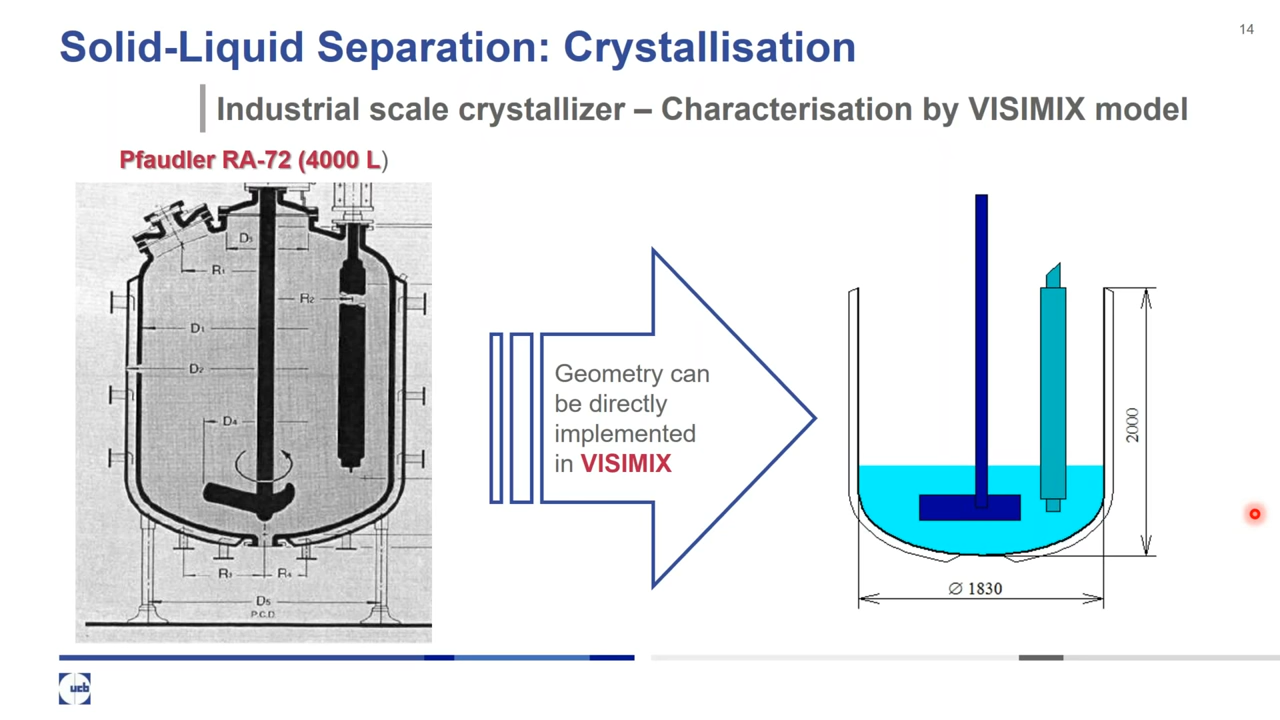 14
Solid-Liquid Separation: Crystallisation
Industrial scale crystallizer – Characterisation by VISIMIX model
Pfaudler RA-72 (4000 L)
D₃
R₁
R₂
D₁
D₂
D₄
R₃
R₄
D₅
P.C.D
Geometry can
be directly
implemented
in VISIMIX
2000
∅ 1830
ucb